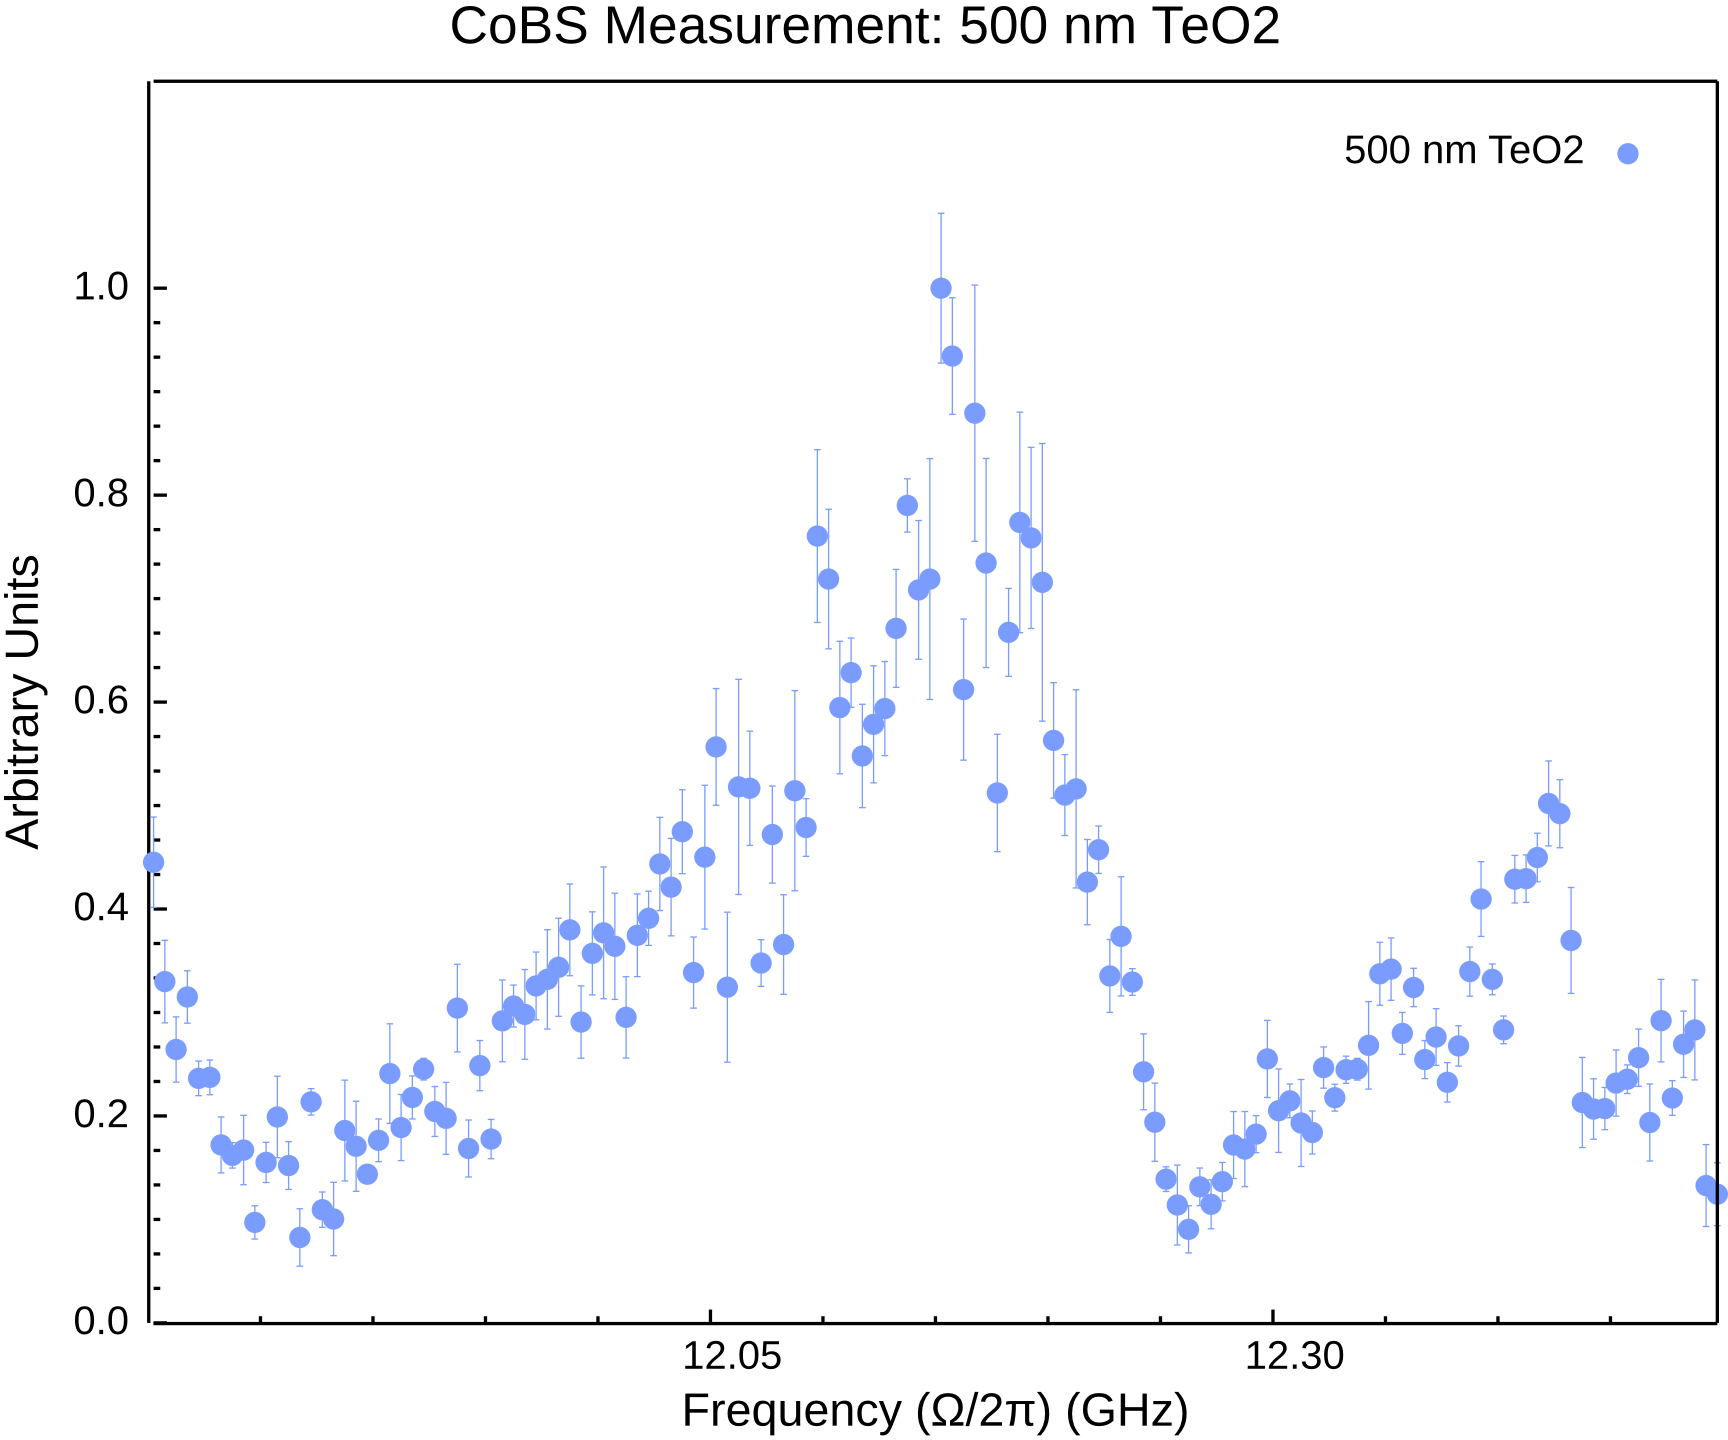 CoBS Measurement: 500 nm TeO2
500 nm TeO2
1.0
0.8
0.6
0.4
0.2
0.0
Arbitrary Units
12.05
12.30
Frequency (Ω/2π) (GHz)